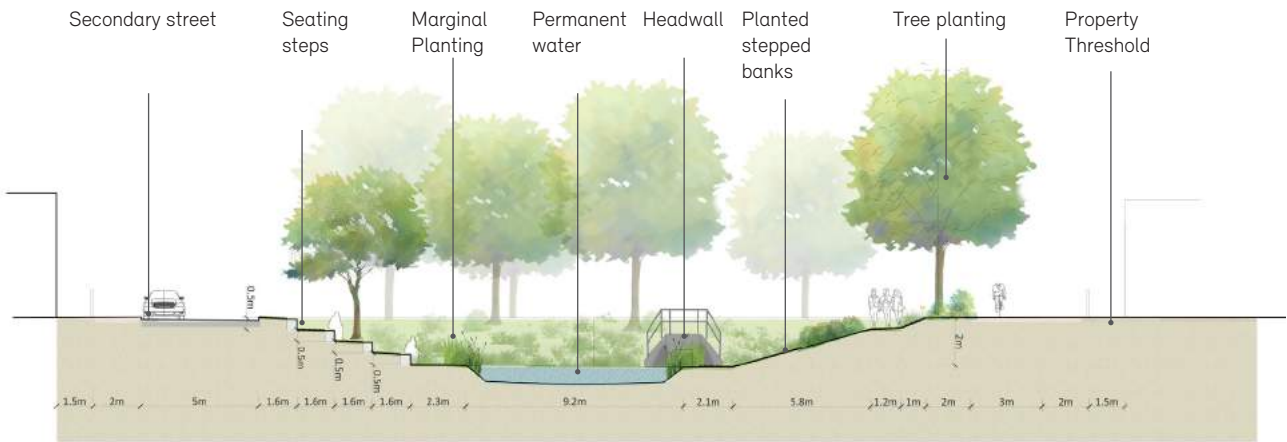 Secondary street
Seating
steps
Marginal
Planting
Permanent
water
Headwall
Planted
stepped
banks
Tree planting
Property
Threshold
0.5m
0.5m
0.5m
0.5m
2m
1.5m 2m 5m 1.6m 1.6m 1.6m 1.6m 2.3m 9.2m 2.1m 5.8m 1.2m 1m 2m 3m 2m 1.5m